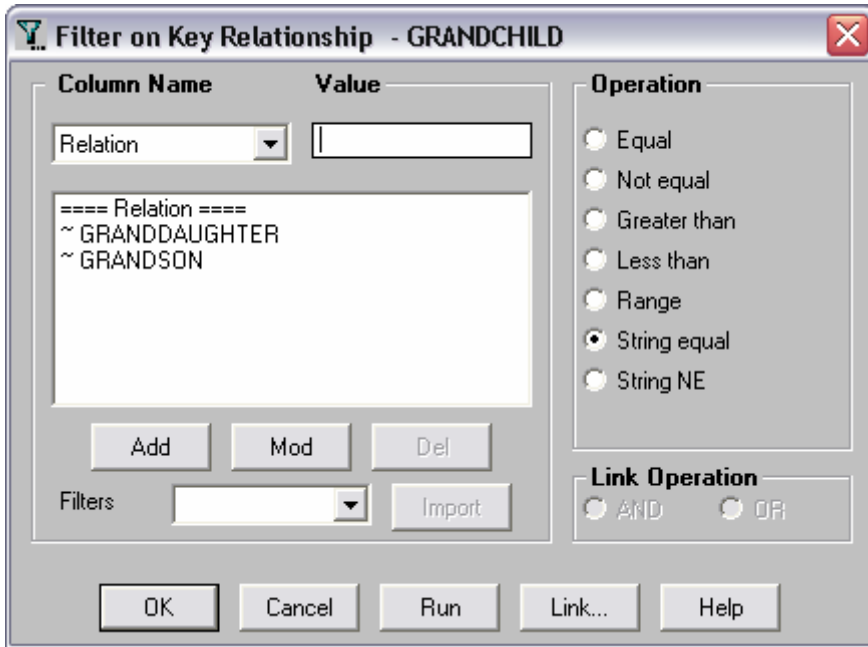 Filter on Key Relationship - GRANDCHILD
Column Name Value
Relation
==== Relation ====
~ GRANDDAUGHTER
~ GRANDSON
Add Mod Del
Filters Import
Operation
Equal
Not equal
Greater than
Less than
Range
String equal
String NE
Link Operation
AND OR
OK Cancel Run Link... Help